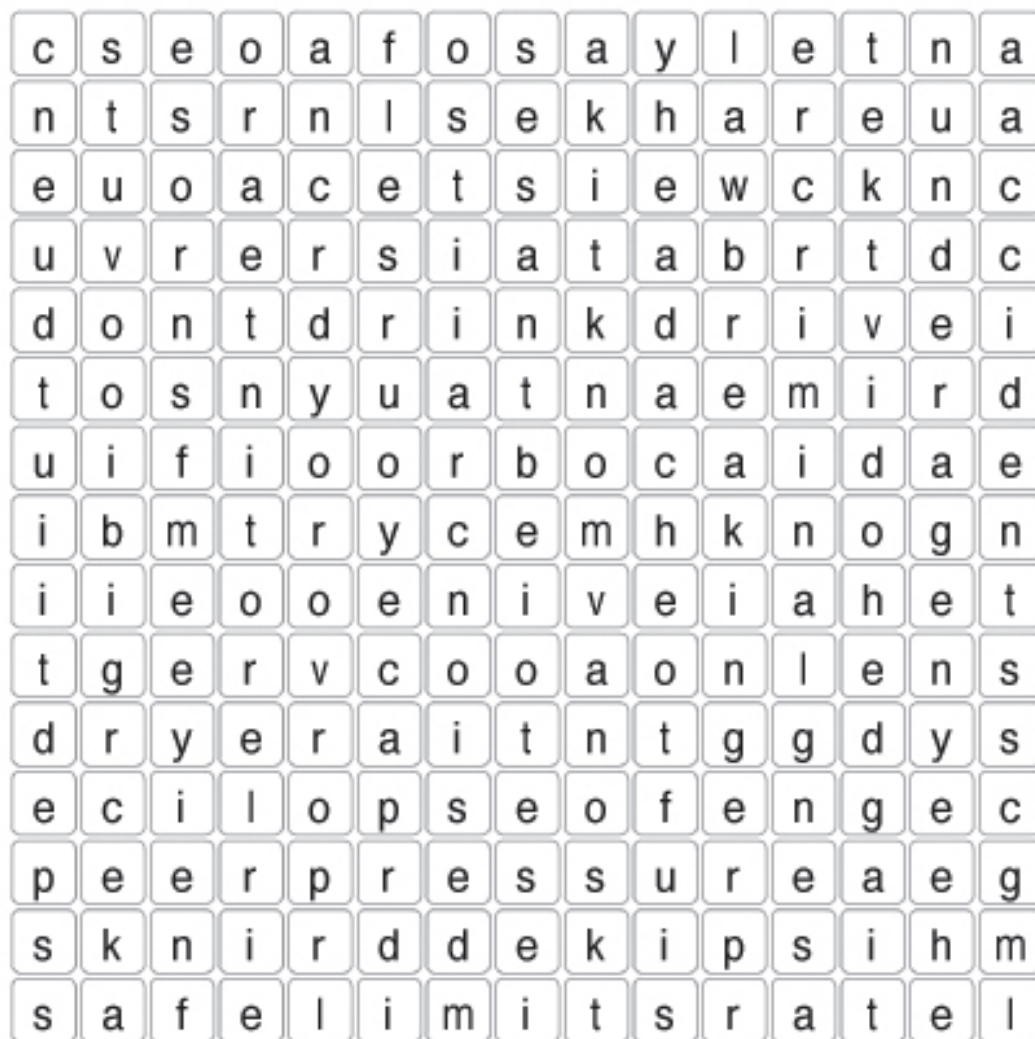 c s e o a f o s a y l e t n a
n t s r n l s e k h a r e u a
e u o a c e t s i e w c k n c
u v r e r s i a t a b r t d c
d o n t d r i n k d r i v e i
t o s n y u a t n a e m i r d
u i f i o o r b o c a i d a e
i b m t r y c e m h k n o g n
i i e o o e n i v e i a h e t
t g e r v c o o a o n l e n s
d r y e r a i t n t g g d y s
e c i l o p s e o f e n g e c
p e e r p r e s s u r e a e g
s k n i r d d e k i p s i h m
s a f e l i m i t s r a t e l